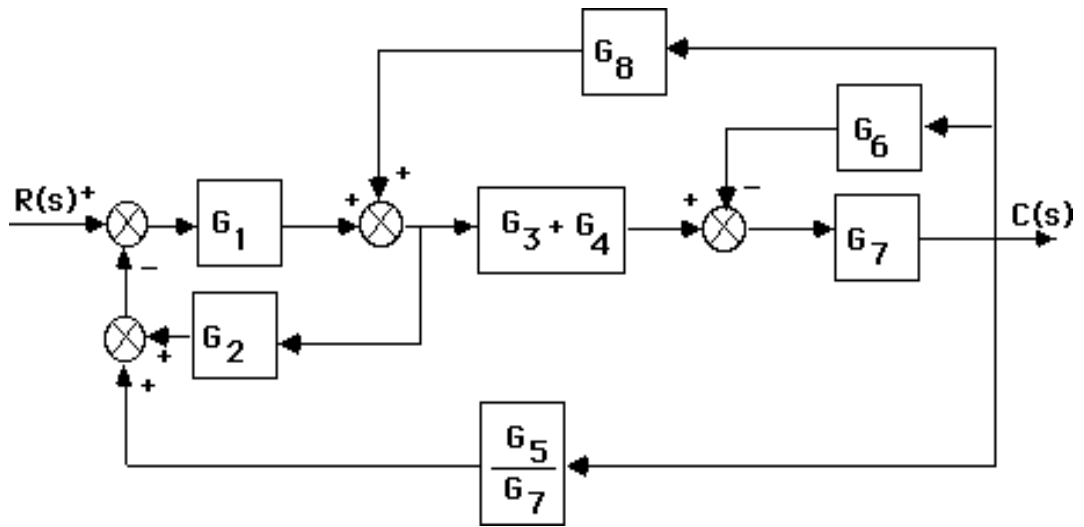 G8
G6
+
−
R(s)+
+
+
C(s)
G1
G3 + G4
G7
−
G2
+
+
G5
G7